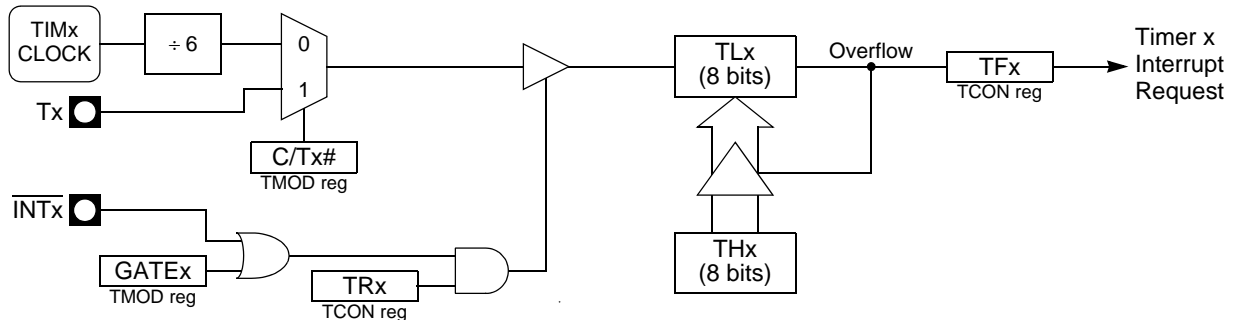 TIMx
CLOCK
÷ 6
0
1
Tx
C/Tx#
TMOD reg
TLx
(8 bits)
Overflow
TFx
TCON reg
Timer x
Interrupt
Request
INTx
GATEx
TMOD reg
TRx
TCON reg
THx
(8 bits)